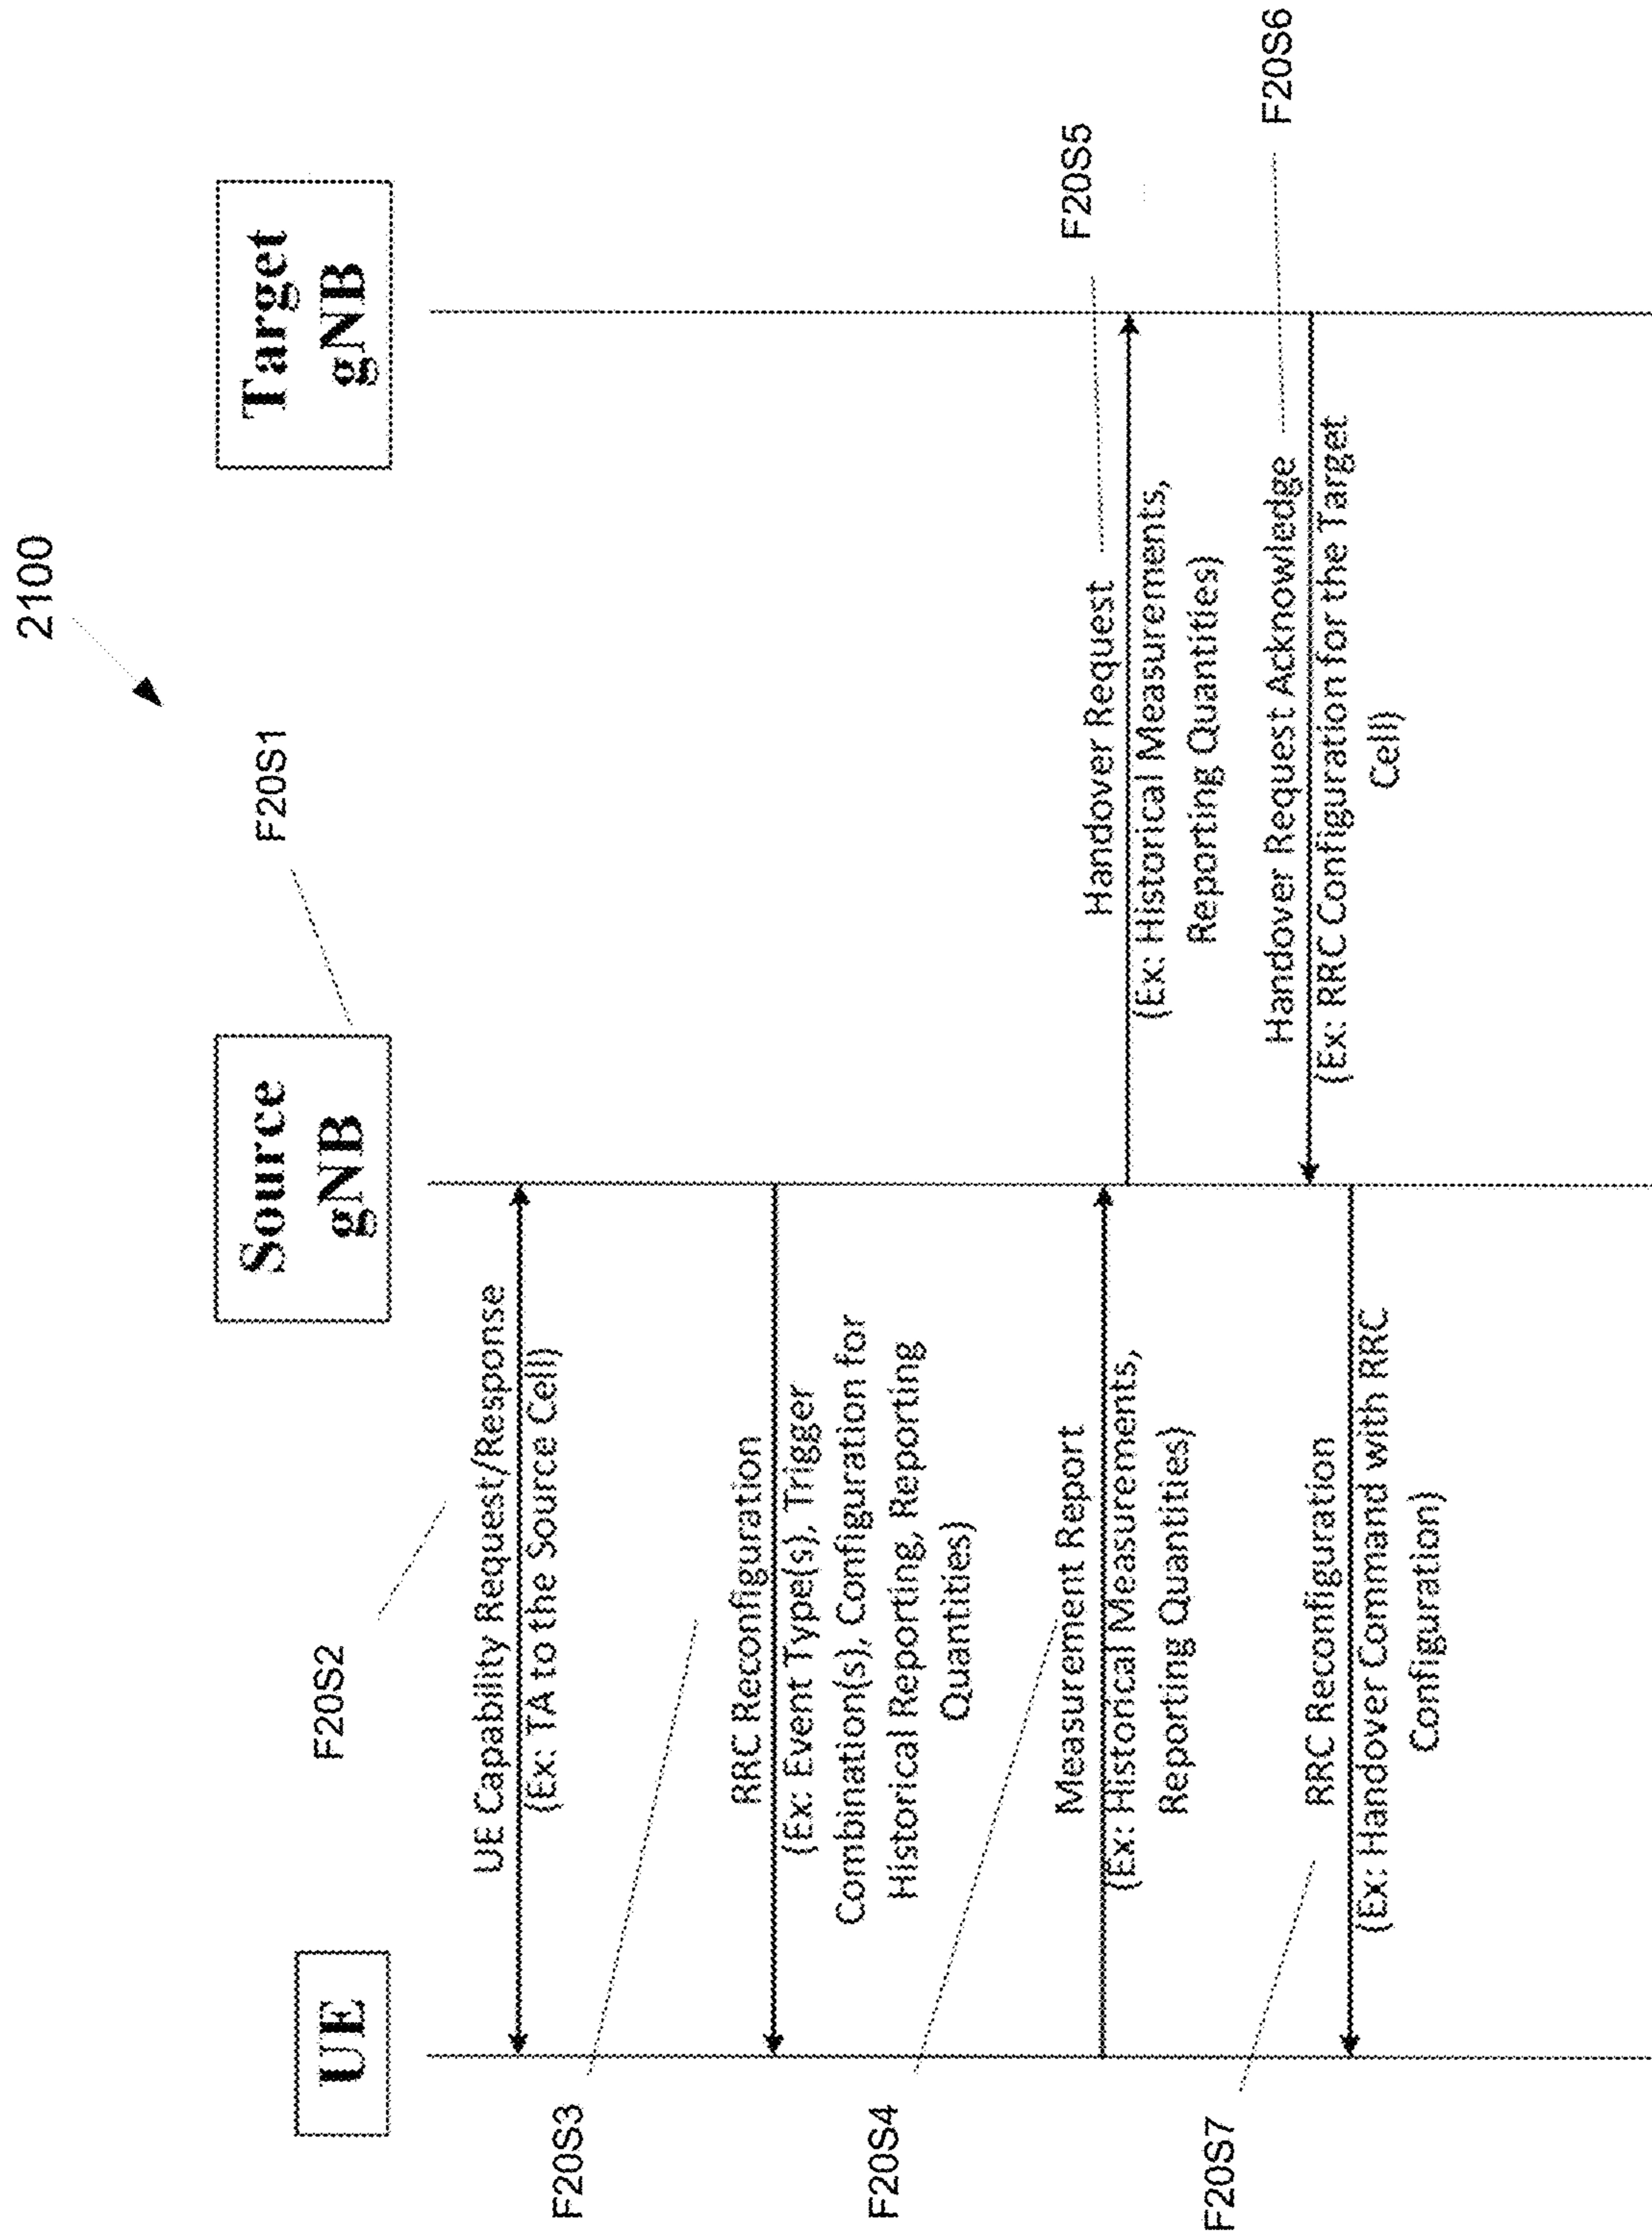 2100
F20S1
UE
Source
gNB
Target
gNB
F20S2
UE Capability Request/Response
(Ex: TA to the Source Cell)
F20S3
RRC Reconfiguration
(Ex: Event Type(s), Trigger
Combination(s), Configuration for
Historical Reporting, Reporting
Quantities)
F20S4
Measurement Report
(Ex: Historical Measurements,
Reporting Quantities)
Handover Request
(Ex: Historical Measurements,
Reporting Quantities)
F20S5
Handover Request Acknowledge
(Ex: RRC Configuration for the Target
Cell)
F20S6
F20S7
RRC Reconfiguration
(Ex: Handover Command with RRC
Configuration)